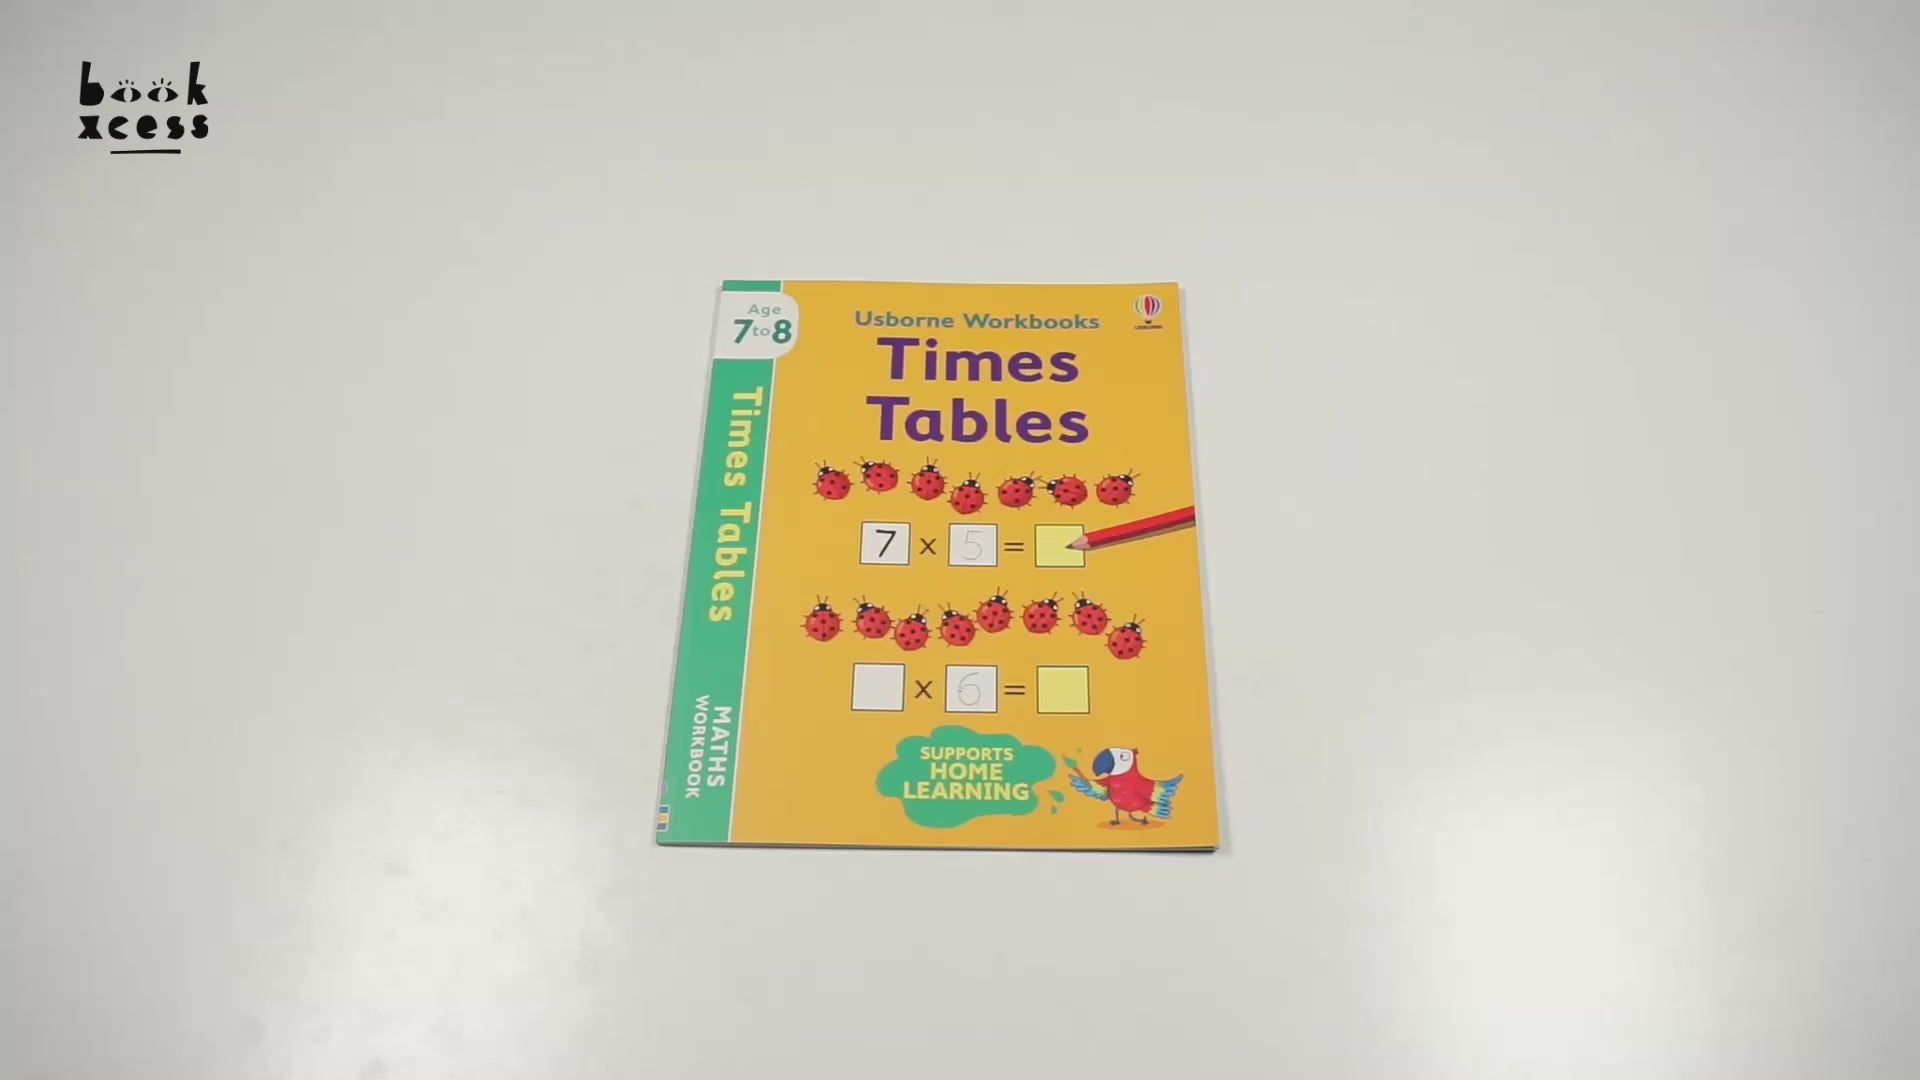 book
xcess
Age
7 to 8
Usborne Workbooks
USBORNE
Times
Tables
7 x 5 =
x 6 =
SUPPORTS
HOME
LEARNING
Times Tables
MATHS
WORKBOOK